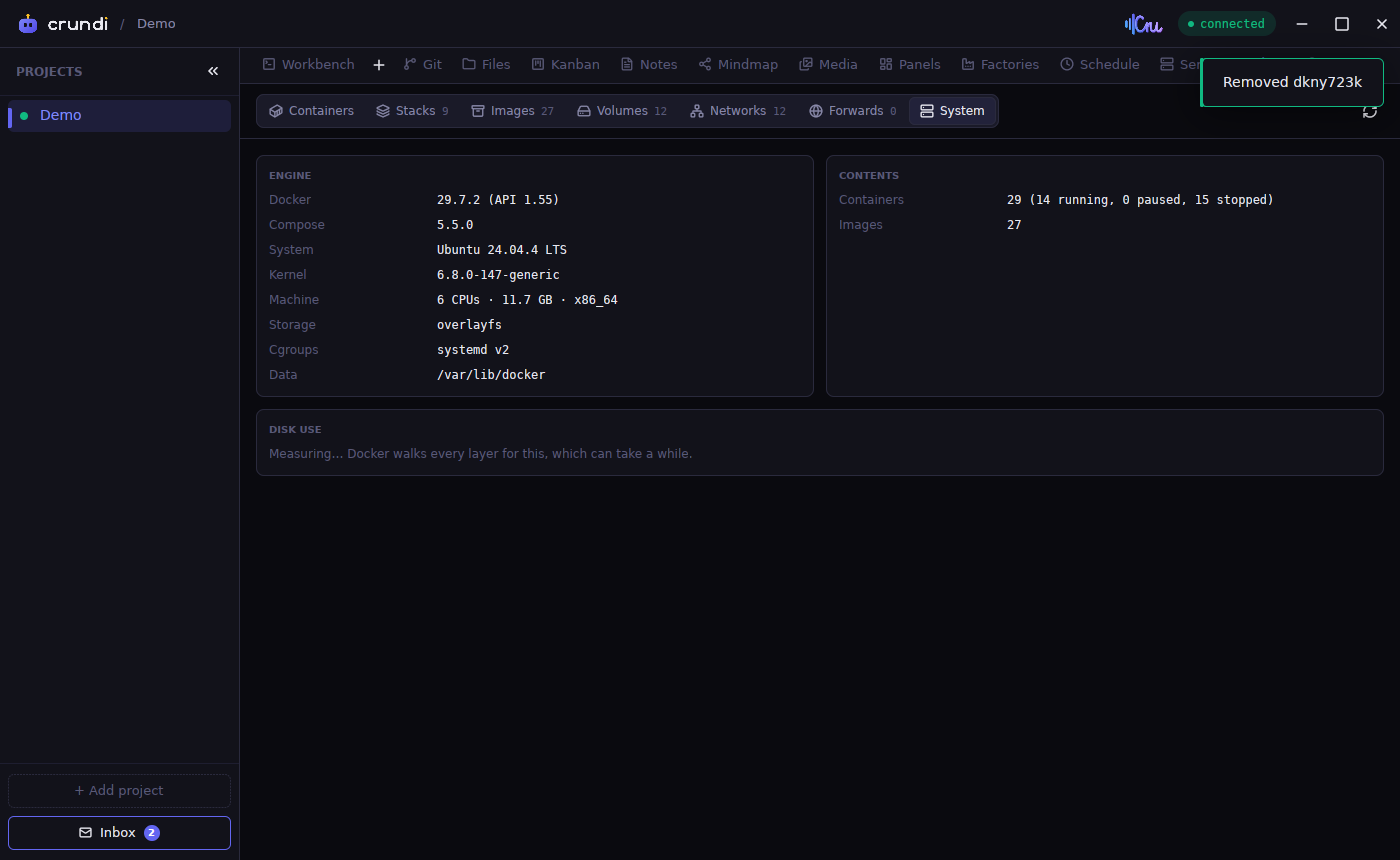 crundi / Demo
Cru
connected
PROJECTS
Workbench + Git Files Kanban Notes Mindmap Media Panels Factories Schedule
Removed dkny723k
Demo
Containers Stacks 9 Images 27 Volumes 12 Networks 12 Forwards 0 System
ENGINE
Docker 29.7.2 (API 1.55)
Compose 5.5.0
System Ubuntu 24.04.4 LTS
Kernel 6.8.0-147-generic
Machine 6 CPUs · 11.7 GB · x86_64
Storage overlayfs
Cgroups systemd v2
Data /var/lib/docker
CONTENTS
Containers 29 (14 running, 0 paused, 15 stopped)
Images 27
DISK USE
Measuring... Docker walks every layer for this, which can take a while.
+ Add project
Inbox 2